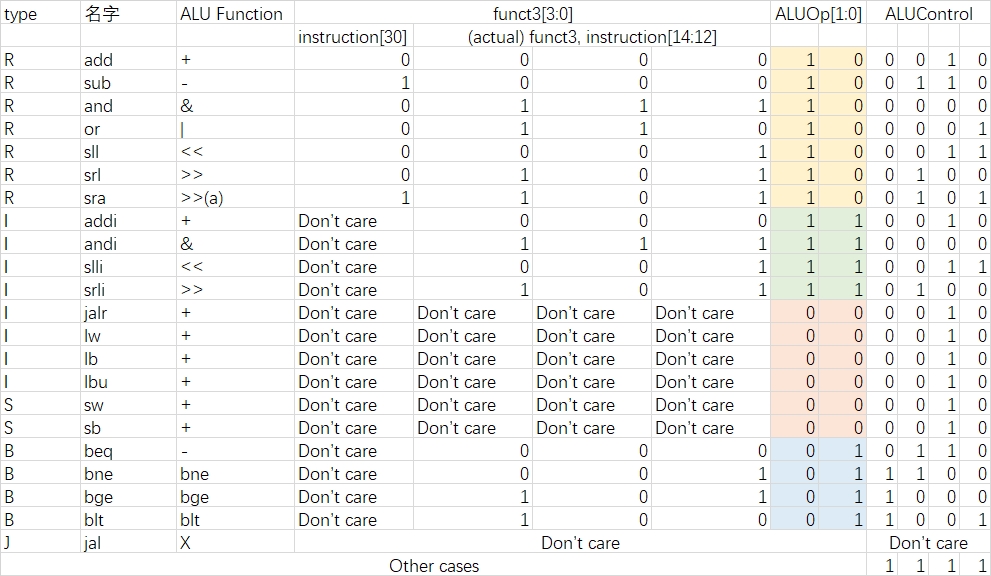 type 名字 ALU Function funct3[3:0] ALUOp[1:0] ALUControl
instruction[30] (actual) funct3, instruction[14:12]
R add + 0 0 0 0 1 0 0 0 1 0
R sub - 1 0 0 0 1 0 0 1 1 0
R and & 0 1 1 1 1 0 0 0 0 0
R or | 0 1 1 0 1 0 0 0 0 1
R sll << 0 0 0 1 1 0 0 0 1 1
R srl >> 0 1 0 1 1 0 0 1 0 0
R sra >>(a) 1 1 0 1 1 0 0 1 0 1
I addi + Don't care 0 0 0 1 1 0 0 1 0
I andi & Don't care 1 1 1 1 1 0 0 0 0
I slli << Don't care 0 0 1 1 1 0 0 1 1
I srli >> Don't care 1 0 1 1 1 0 1 0 0
I jalr + Don't care Don't care Don't care Don't care 0 0 0 0 1 0
I lw + Don't care Don't care Don't care Don't care 0 0 0 0 1 0
I lb + Don't care Don't care Don't care Don't care 0 0 0 0 1 0
I lbu + Don't care Don't care Don't care Don't care 0 0 0 0 1 0
S sw + Don't care Don't care Don't care Don't care 0 0 0 0 1 0
S sb + Don't care Don't care Don't care Don't care 0 0 0 0 1 0
B beq - Don't care 0 0 0 0 1 0 1 1 0
B bne bne Don't care 0 0 1 0 1 1 1 0 0
B bge bge Don't care 1 0 1 0 1 1 0 0 0
B blt blt Don't care 1 0 0 0 1 1 0 0 1
J jal X Don't care Don't care
Other cases 1 1 1 1